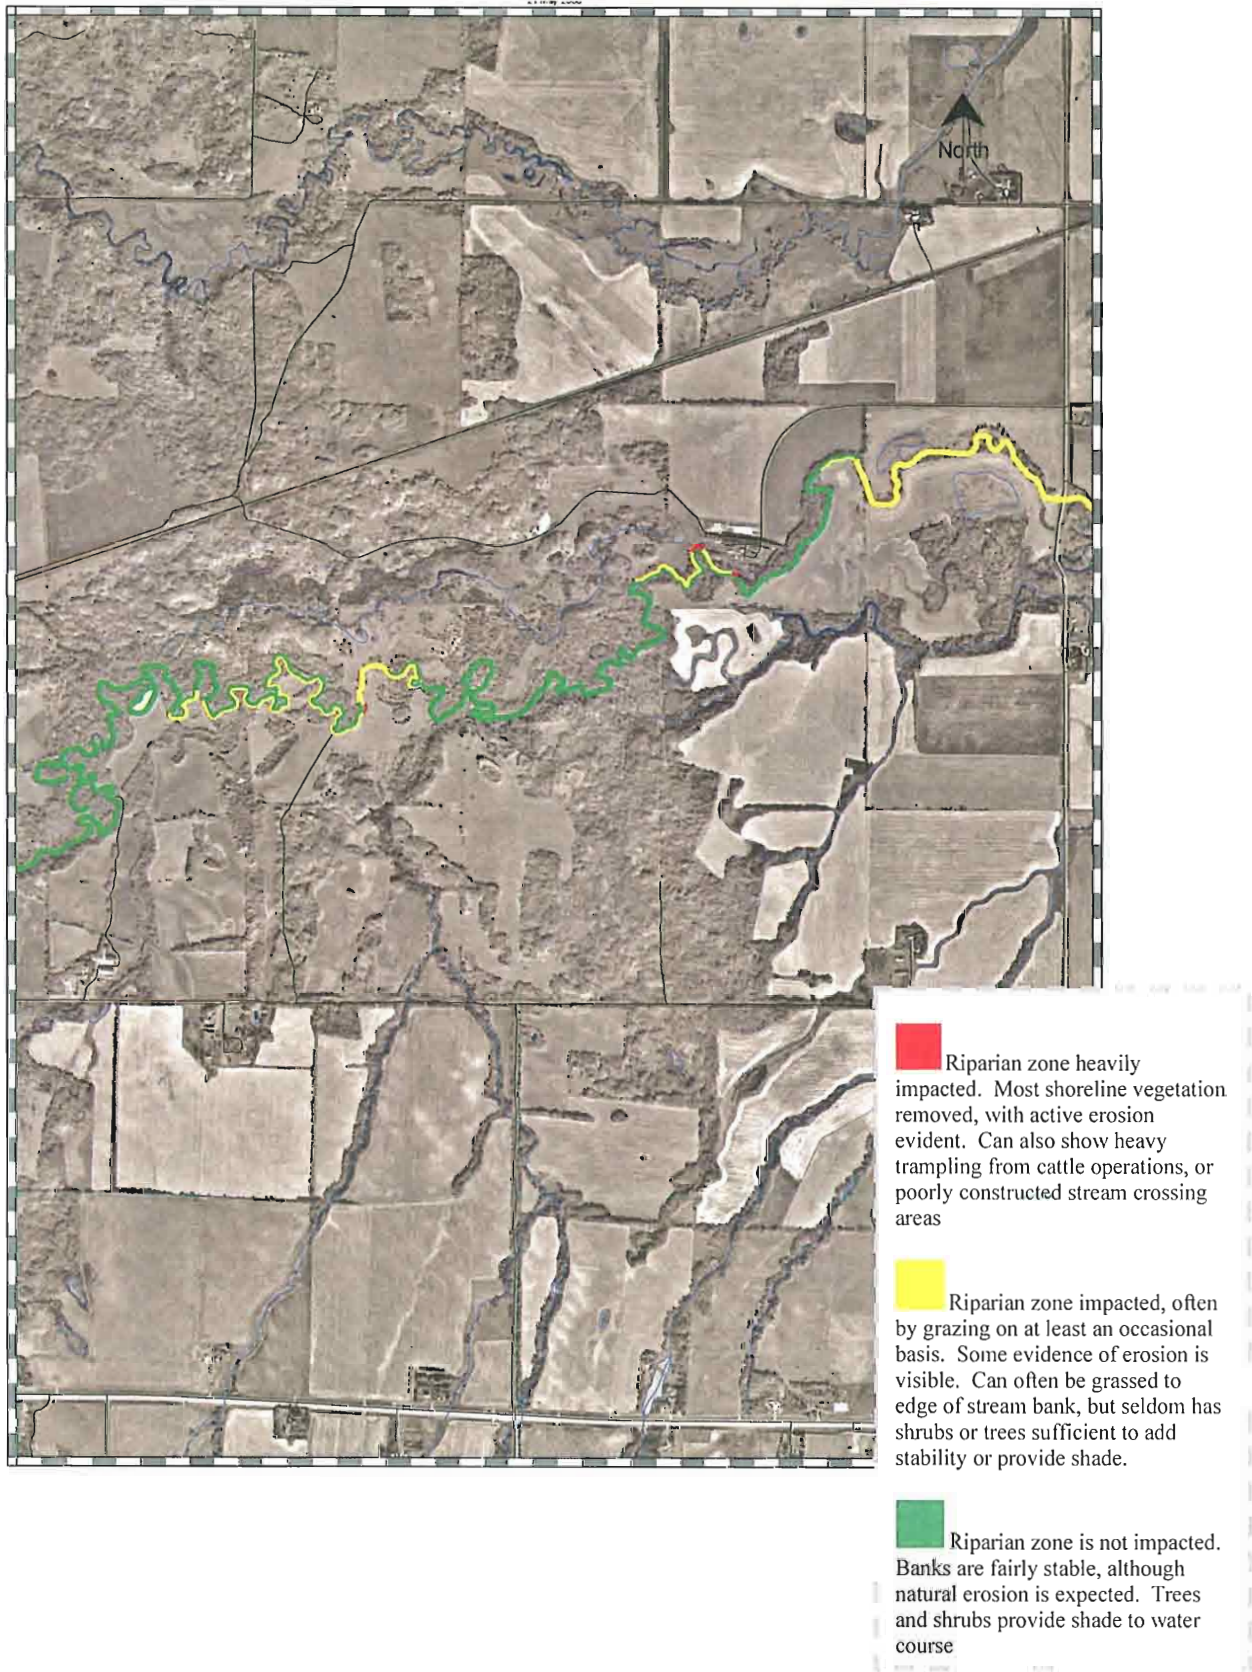 North
Riparian zone heavily
impacted. Most shoreline vegetation
removed, with active erosion
evident. Can also show heavy
trampling from cattle operations, or
poorly constructed stream crossing
areas
Riparian zone impacted, often
by grazing on at least an occasional
basis. Some evidence of erosion is
visible. Can often be grassed to
edge of stream bank, but seldom has
shrubs or trees sufficient to add
stability or provide shade.
Riparian zone is not impacted.
Banks are fairly stable, although
natural erosion is expected. Trees
and shrubs provide shade to water
course